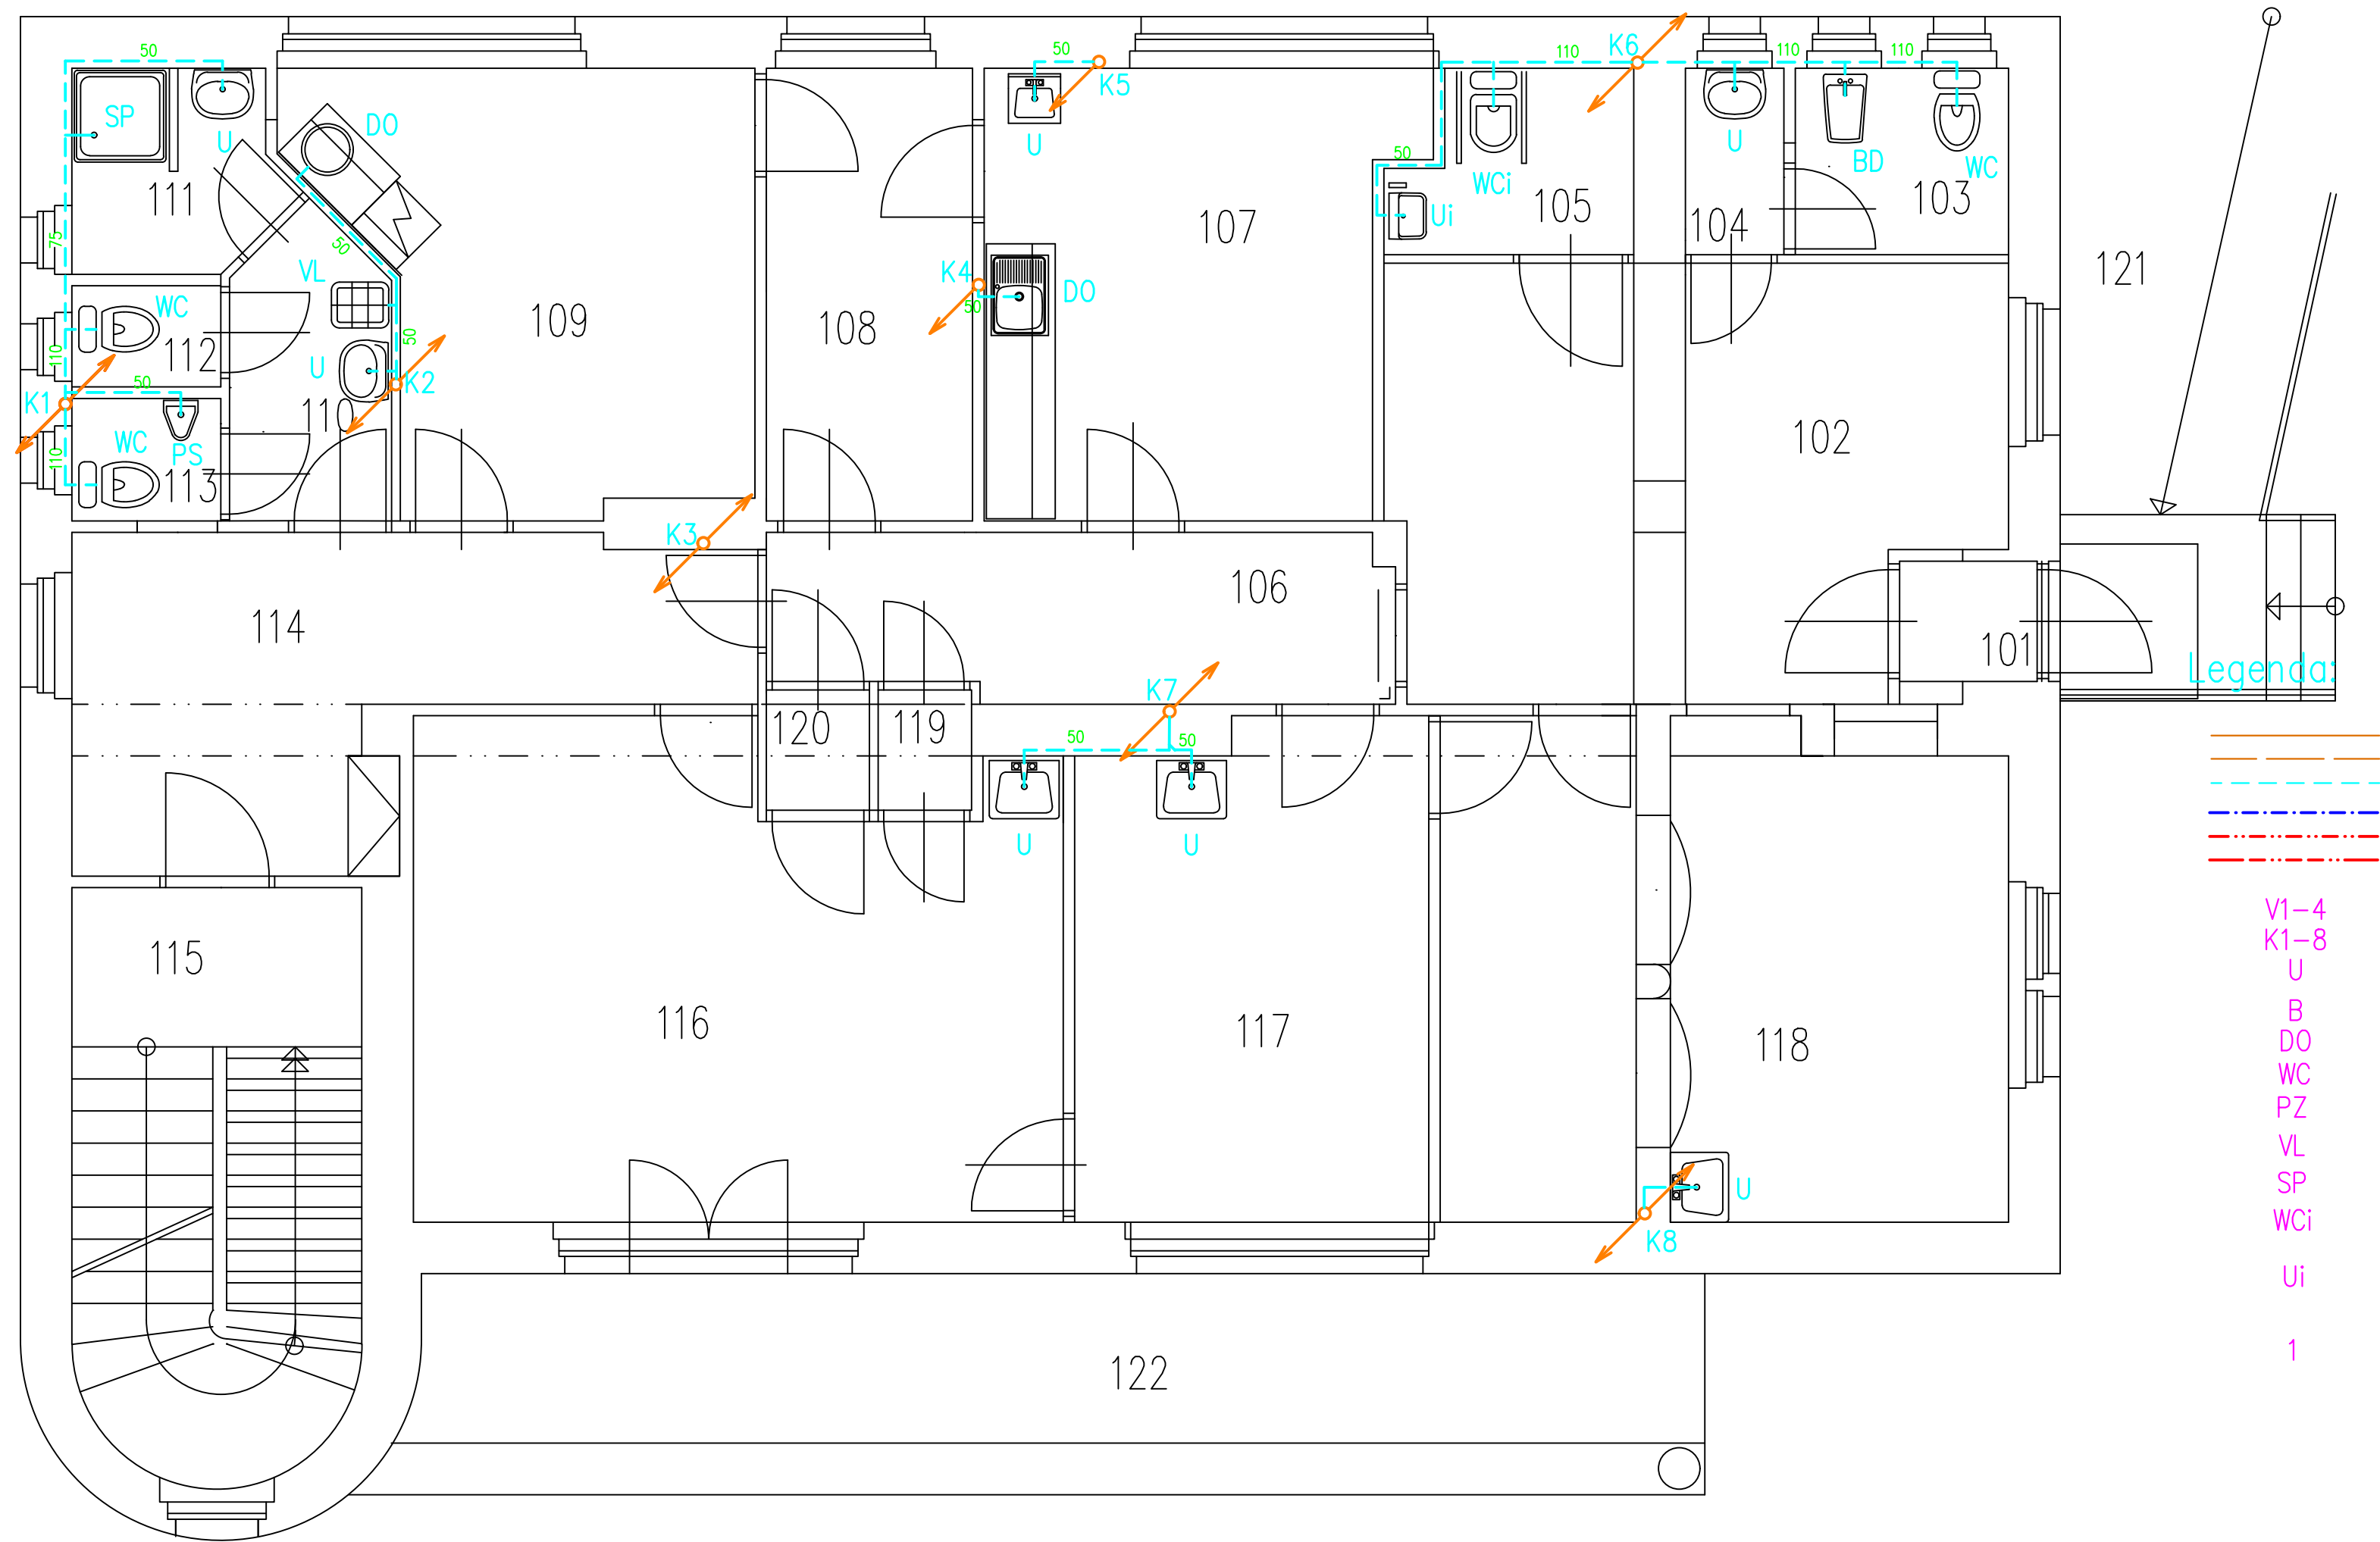 50
50
K6
110
110
110
K5
SP
U
DO
U
U
BD
WC
50
WCi
111
107
Ui
105
104
103
75
50
VL
K4
121
WC
50
DO
109
108
50
112
110
U
K2
50
K1
110
102
WC
PS
110
113
K3
106
114
101
Legenda:
K7
120
119
50
50
U
U
V1-4
K1-8
U
115
B
116
117
118
DO
WC
PZ
VL
SP
U
WCi
K8
Ui
1
122